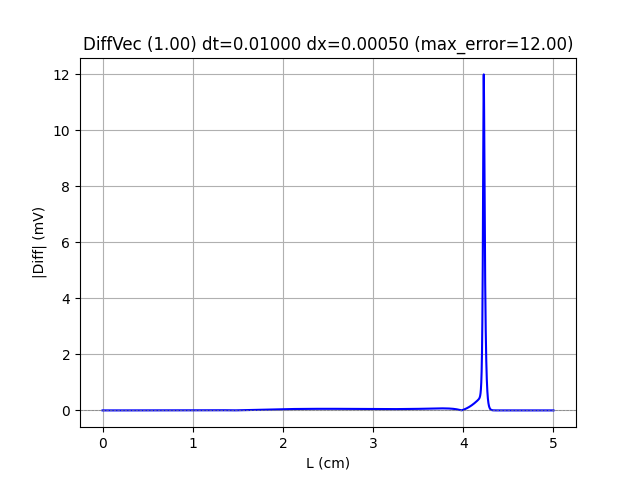 DiffVec (1.00) dt=0.01000 dx=0.00050 (max_error=12.00)
12
10
8
6
4
2
0
|Diff| (mV)
0 1 2 3 4 5
L (cm)